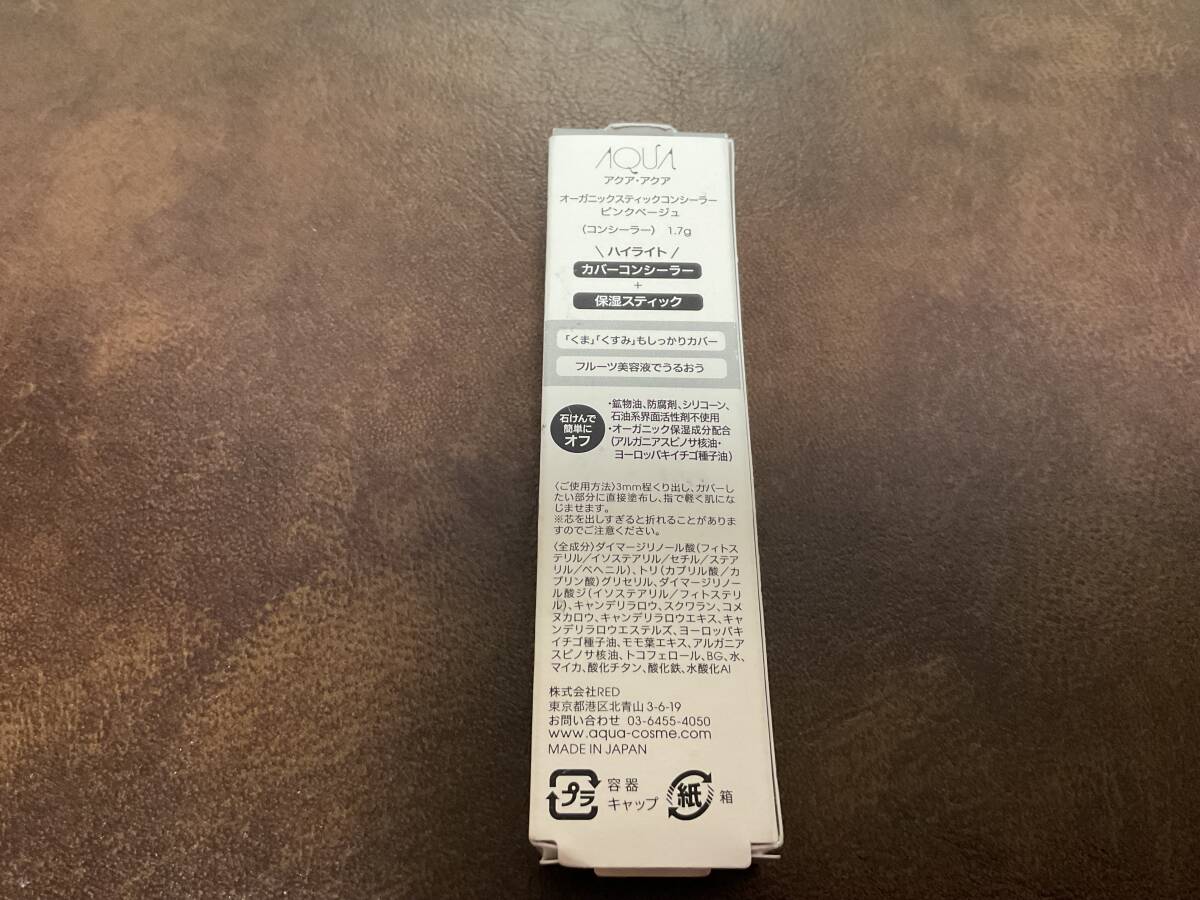 AQUA
アクア・アクア
オーガニックスティックコンシーラー
ピンクベージュ
(コンシーラー) 1.7g
\ ハイライト /
カバーコンシーラー
+
保湿スティック
「くま」「くすみ」もしっかりカバー
フルーツ美容液でうるおう
石けんで
簡単に
オフ
・鉱物油、防腐剤、シリコーン、
石油系界面活性剤不使用
・オーガニック保湿成分配合
(アルガニアスピノサ核油・
ヨーロッパキイチゴ種子油)
〈ご使用方法〉3mm程くり出し、カバーし
たい部分に直接塗布し、指で軽く肌にな
じませます。
※芯を出しすぎると折れることがありま
すのでご注意ください。
〈全成分〉ダイマージリノール酸(フィトス
テリル/イソステアリル/セチル/ステア
リル/ベヘニル)、トリ(カプリル酸/カ
プリン酸)グリセリル、ダイマージリノー
ル酸ジ(イソステアリル/フィトステリ
ル)、キャンデリラロウ、スクワラン、コメ
ヌカロウ、キャンデリラロウエキス、キャ
ンデリラロウエステルズ、ヨーロッパキ
イチゴ種子油、モモ葉エキス、アルガニア
スピノサ核油、トコフェロール、BG、水、
マイカ、酸化チタン、酸化鉄、水酸化Al
株式会社RED
東京都港区北青山 3-6-19
お問い合わせ 03-6455-4050
www.aqua-cosme.com
MADE IN JAPAN
プラ 容器
キャップ 紙 箱